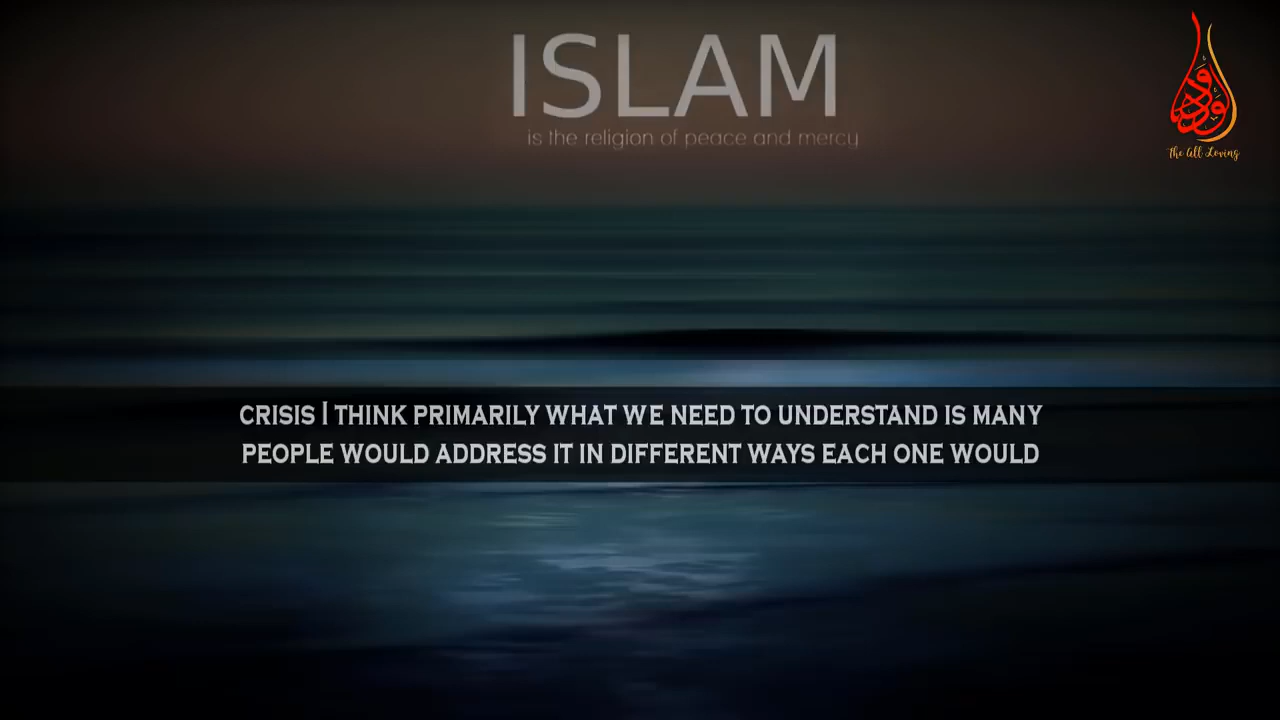 ISLAM
is the religion of peace and mercy
الودود
The All Loving
CRISIS I THINK PRIMARILY WHAT WE NEED TO UNDERSTAND IS MANY
PEOPLE WOULD ADDRESS IT IN DIFFERENT WAYS EACH ONE WOULD